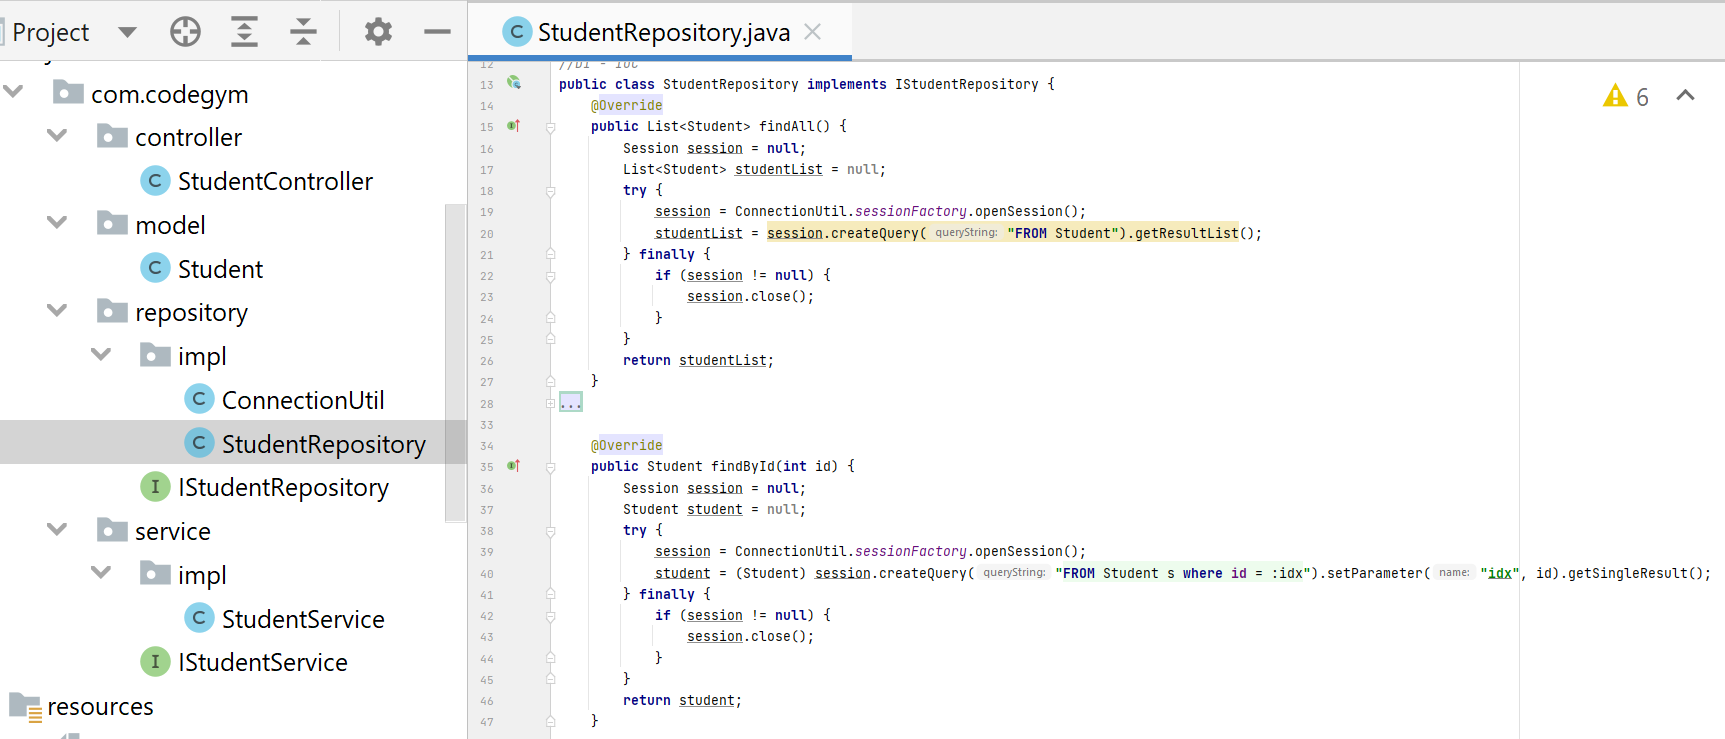 Project
com.codegym
controller
StudentController
model
Student
repository
impl
ConnectionUtil
StudentRepository
IStudentRepository
service
impl
StudentService
IStudentService
resources
StudentRepository.java
6
12 //DI - IOC
13 public class StudentRepository implements IStudentRepository {
14 @Override
15 public List<Student> findAll() {
16 Session session = null;
17 List<Student> studentList = null;
18 try {
19 session = ConnectionUtil.sessionFactory.openSession();
20 studentList = session.createQuery( queryString: "FROM Student").getResultList();
21 } finally {
22 if (session != null) {
23 session.close();
24 }
25 }
26 return studentList;
27 }
28 ...
33
34 @Override
35 public Student findById(int id) {
36 Session session = null;
37 Student student = null;
38 try {
39 session = ConnectionUtil.sessionFactory.openSession();
40 student = (Student) session.createQuery( queryString: "FROM Student s where id = :idx").setParameter( name: "idx", id).getSingleResult();
41 } finally {
42 if (session != null) {
43 session.close();
44 }
45 }
46 return student;
47 }